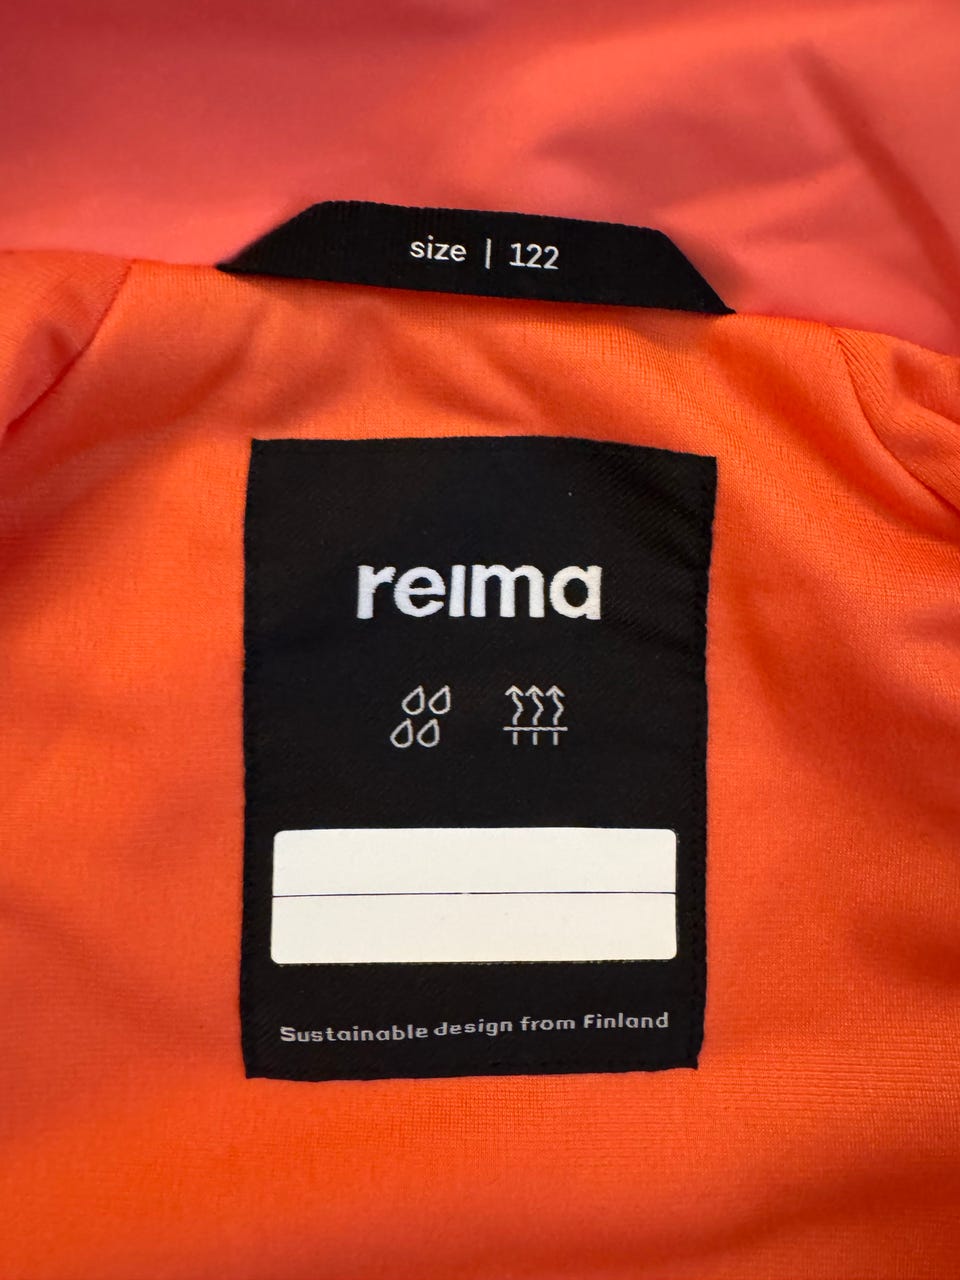 size | 122
reima
Sustainable design from Finland